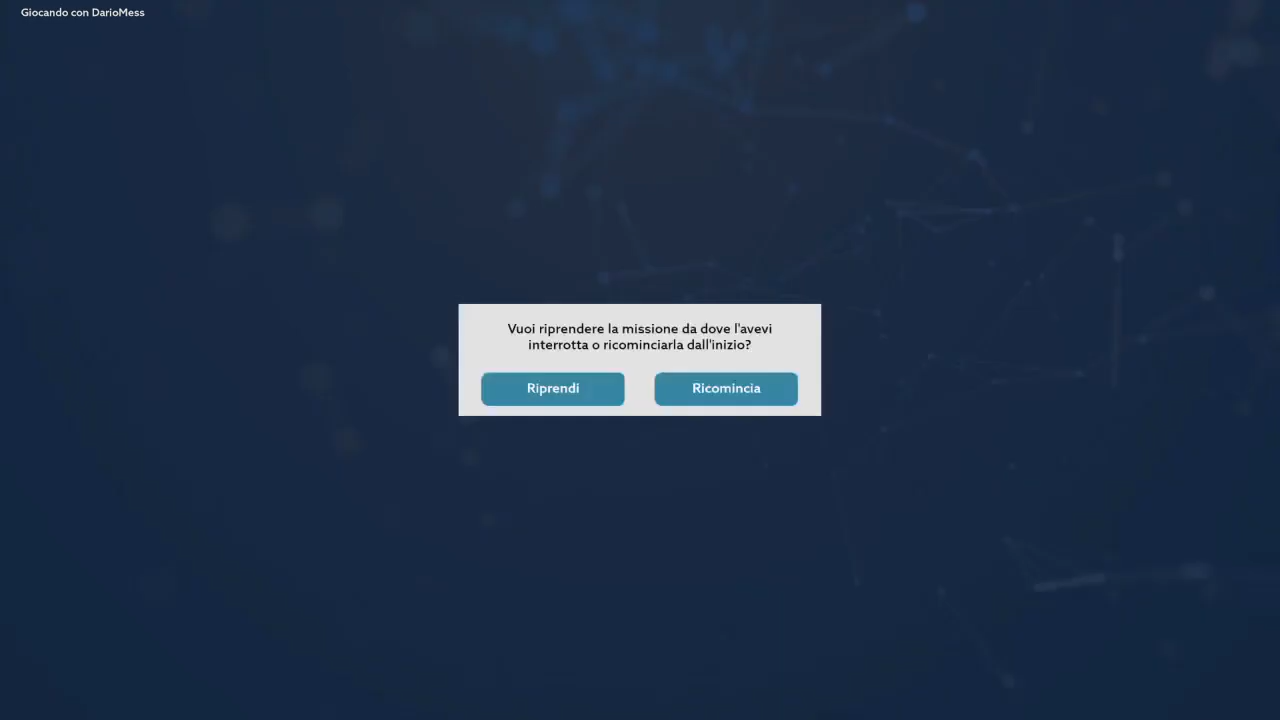 Giocando con DarioMess
Vuoi riprendere la missione da dove l'avevi
interrotta o ricominciarla dall'inizio?
Riprendi
Ricomincia